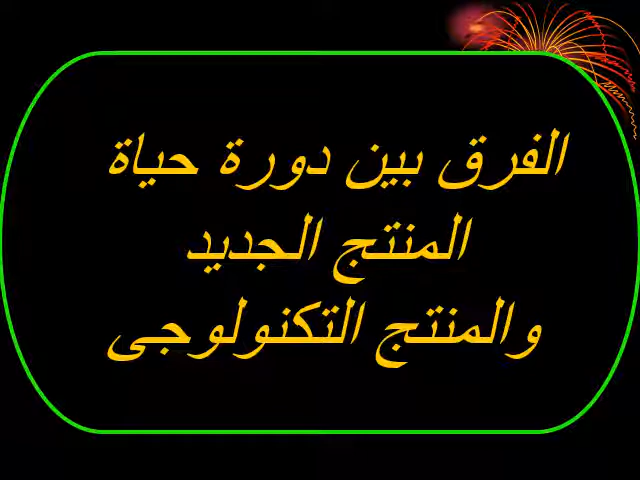 الفرق بين دورة حياة
المنتج الجديد
والمنتج التكنولوجى